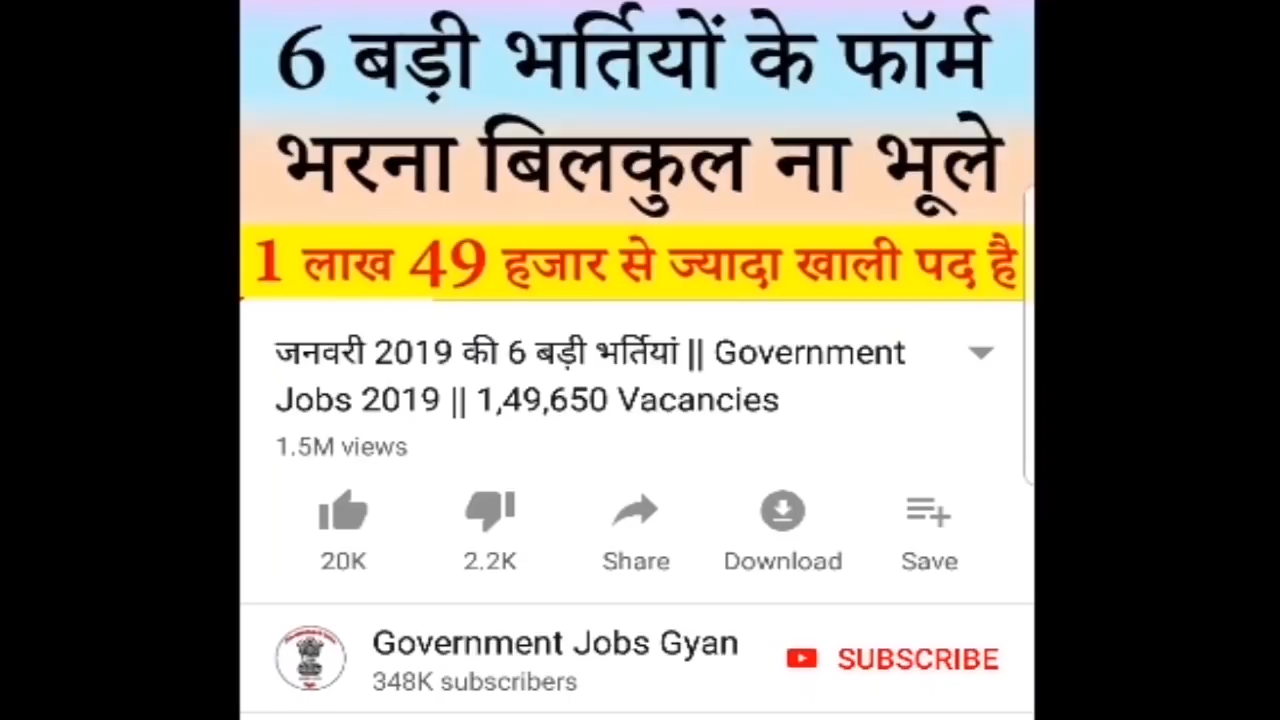 6 बड़ी भर्तियों के फॉर्म
भरना बिलकुल ना भूले
1 लाख 49 हजार से ज्यादा खाली पद है
जनवरी 2019 की 6 बड़ी भर्तियां || Government
Jobs 2019 || 1,49,650 Vacancies
1.5M views
20K 2.2K Share Download Save
Government Jobs Gyan
SUBSCRIBE
348K subscribers